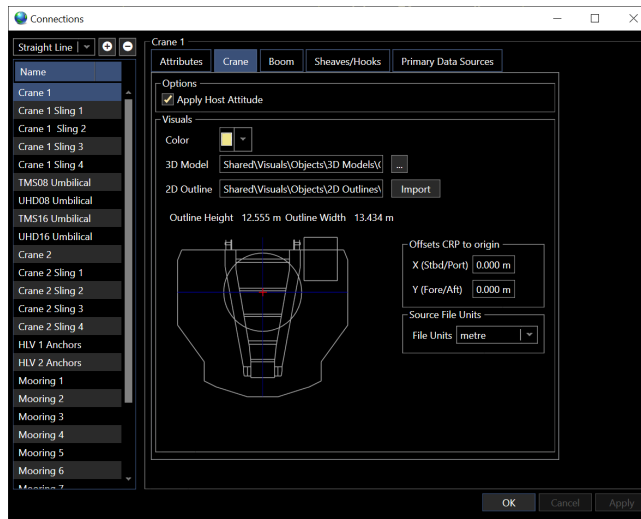 Connections
Straight Line
Name
Crane 1
Crane 1 Sling 1
Crane 1  Sling 2
Crane 1 Sling 3
Crane 1 Sling 4
TMS08 Umbilical
UHD08 Umbilical
TMS16 Umbilical
UHD16 Umbilical
Crane 2
Crane 2 Sling 1
Crane 2 Sling 2
Crane 2 Sling 3
Crane 2 Sling 4
HLV 1 Anchors
HLV 2 Anchors
Mooring 1
Mooring 2
Mooring 3
Mooring 4
Mooring 5
Mooring 6
Mooring 7
Crane 1
Attributes Crane Boom Sheaves/Hooks Primary Data Sources
Options
Apply Host Attitude
Visuals
Color
3D Model Shared\Visuals\Objects\3D Models\ ...
2D Outline Shared\Visuals\Objects\2D Outlines\ Import
Outline Height 12.555 m Outline Width 13.434 m
Offsets CRP to origin
X (Stbd/Port) 0.000 m
Y (Fore/Aft) 0.000 m
Source File Units
File Units metre
OK Cancel Apply